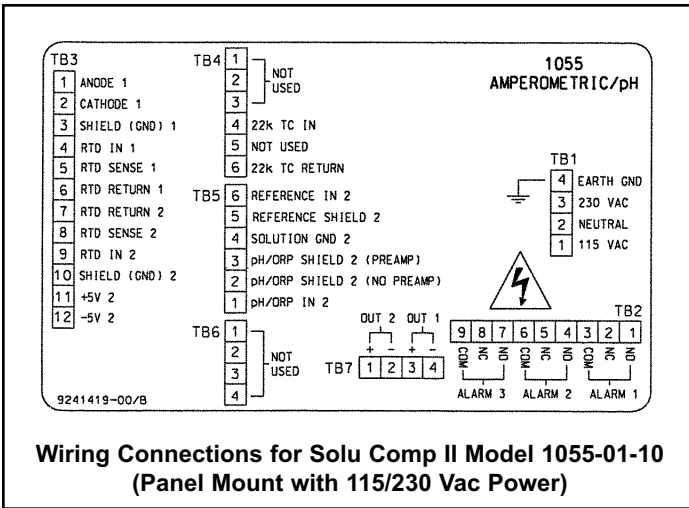 1055
AMPEROMETRIC/pH
TB3
1 ANODE 1
2 CATHODE 1
3 SHIELD (GND) 1
4 RTD IN 1
5 RTD SENSE 1
6 RTD RETURN 1
7 RTD RETURN 2
8 RTD SENSE 2
9 RTD IN 2
10 SHIELD (GND) 2
11 +5V 2
12 -5V 2
TB4
1
2
3
NOT
USED
4 22k TC IN
5 NOT USED
6 22k TC RETURN
TB5
6 REFERENCE IN 2
5 REFERENCE SHIELD 2
4 SOLUTION GND 2
3 pH/ORP SHIELD 2 (PREAMP)
2 pH/ORP SHIELD 2 (NO PREAMP)
1 pH/ORP IN 2
TB6
1
2
3
4
NOT
USED
TB1
4 EARTH GND
3 230 VAC
2 NEUTRAL
1 115 VAC
OUT 2 OUT 1
+ - + -
TB7 1 2 3 4
TB2
9 8 7 6 5 4 3 2 1
COM NC NO COM NC NO COM NC NO
ALARM 3 ALARM 2 ALARM 1
9241419-00/B
Wiring Connections for Solu Comp II Model 1055-01-10
(Panel Mount with 115/230 Vac Power)